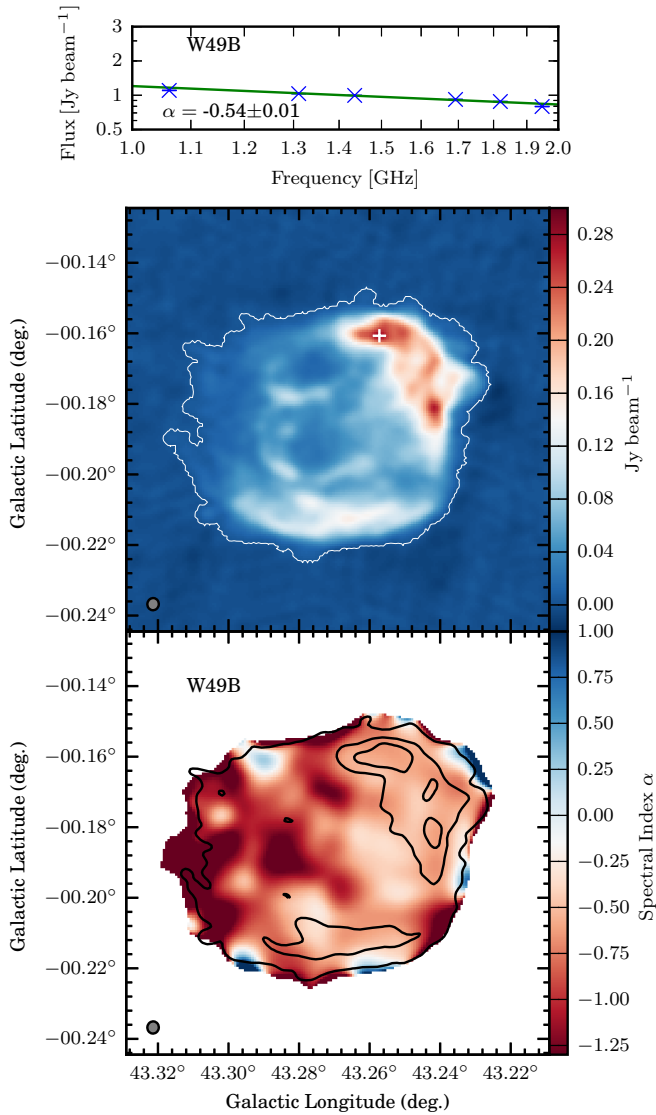 W49B
Flux [Jy beam⁻¹]
3
2
1
0.5
α = -0.54±0.01
1.0 1.1 1.2 1.3 1.4 1.5 1.6 1.7 1.8 1.9 2.0
Frequency [GHz]
Galactic Latitude (deg.)
−00.14°
−00.16°
−00.18°
−00.20°
−00.22°
−00.24°
0.28
0.24
0.20
0.16
0.12
0.08
0.04
0.00
Jy beam⁻¹
W49B
Galactic Latitude (deg.)
−00.14°
−00.16°
−00.18°
−00.20°
−00.22°
−00.24°
1.00
0.75
0.50
0.25
0.00
−0.25
−0.50
−0.75
−1.00
−1.25
Spectral Index α
43.32° 43.30° 43.28° 43.26° 43.24° 43.22°
Galactic Longitude (deg.)